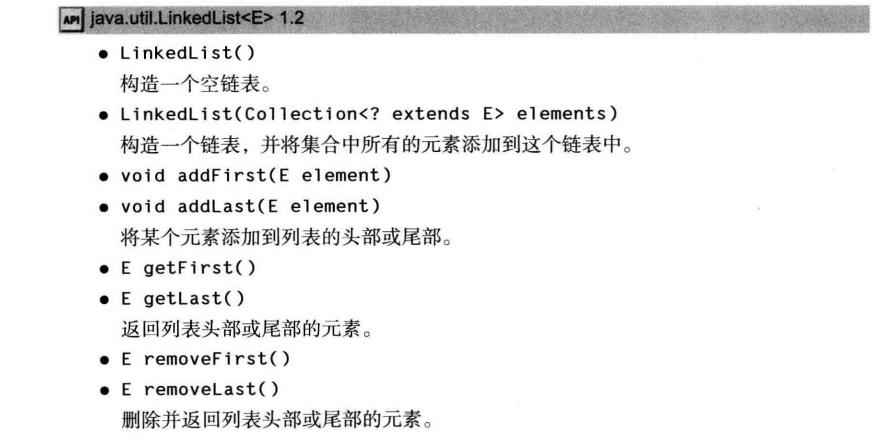 API java.util.LinkedList<E> 1.2
● LinkedList()
构造一个空链表。
● LinkedList(Collection<? extends E> elements)
构造一个链表，并将集合中所有的元素添加到这个链表中。
● void addFirst(E element)
● void addLast(E element)
将某个元素添加到列表的头部或尾部。
● E getFirst()
● E getLast()
返回列表头部或尾部的元素。
● E removeFirst()
● E removeLast()
删除并返回列表头部或尾部的元素。